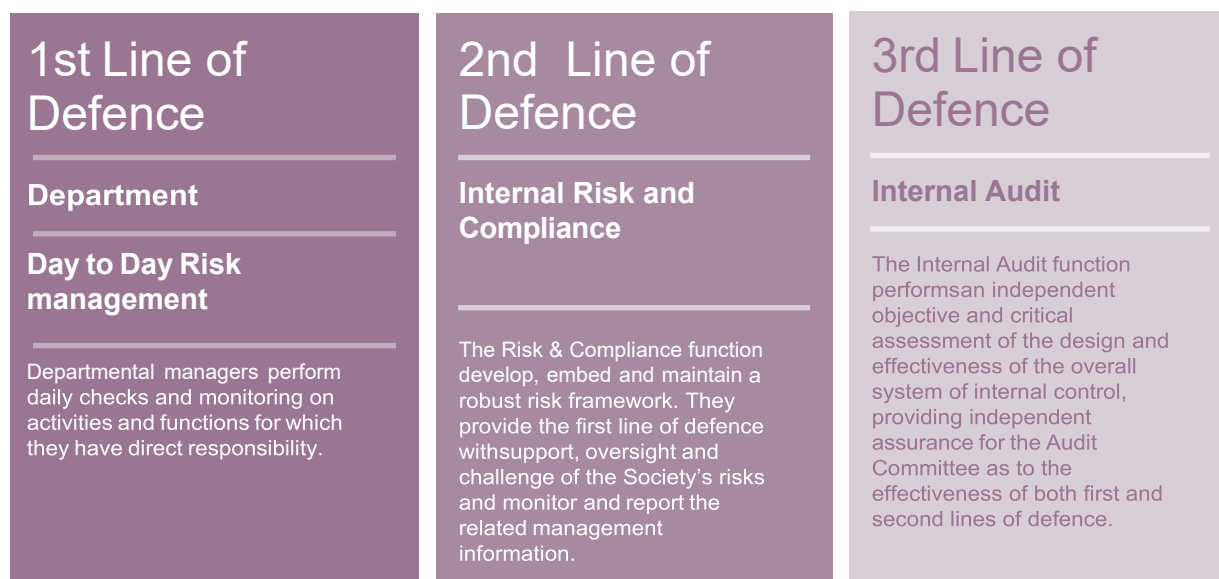 1st Line of
Defence
Department
Day to Day Risk
management
Departmental managers perform
daily checks and monitoring on
activities and functions for which
they have direct responsibility.
2nd Line of
Defence
Internal Risk and
Compliance
The Risk & Compliance function
develop, embed and maintain a
robust risk framework. They
provide the first line of defence
withsupport, oversight and
challenge of the Society’s risks
and monitor and report the
related management
information.
3rd Line of
Defence
Internal Audit
The Internal Audit function
performsan independent
objective and critical
assessment of the design and
effectiveness of the overall
system of internal control,
providing independent
assurance for the Audit
Committee as to the
effectiveness of both first and
second lines of defence.